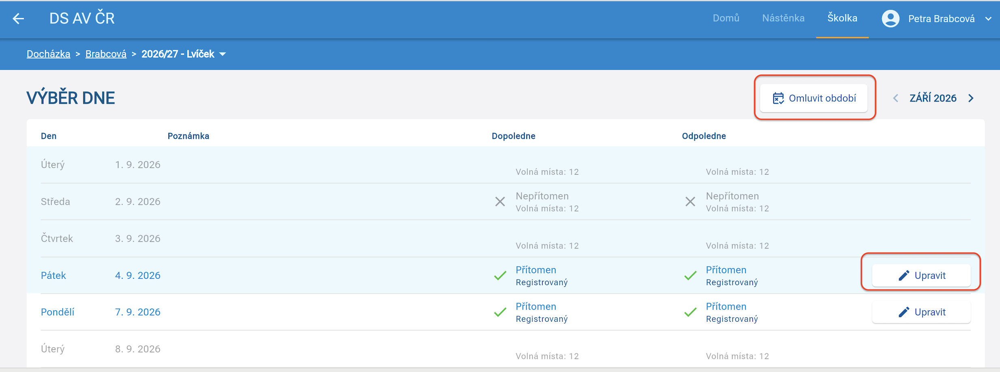 DS AV ČR
Domů
Nástěnka
Školka
Petra Brabcová
Docházka > Brabcová > 2026/27 - Lvíček
VÝBĚR DNE
Omluvit období
ZÁŘÍ 2026
Den Poznámka Dopoledne Odpoledne
Úterý 1. 9. 2026
Volná místa: 12 Volná místa: 12
Středa 2. 9. 2026
Nepřítomen Nepřítomen
Volná místa: 12 Volná místa: 12
Čtvrtek 3. 9. 2026
Volná místa: 12 Volná místa: 12
Pátek 4. 9. 2026
Přítomen Přítomen
Registrovaný Registrovaný
Upravit
Pondělí 7. 9. 2026
Přítomen Přítomen
Registrovaný Registrovaný
Upravit
Úterý 8. 9. 2026
Volná místa: 12 Volná místa: 12